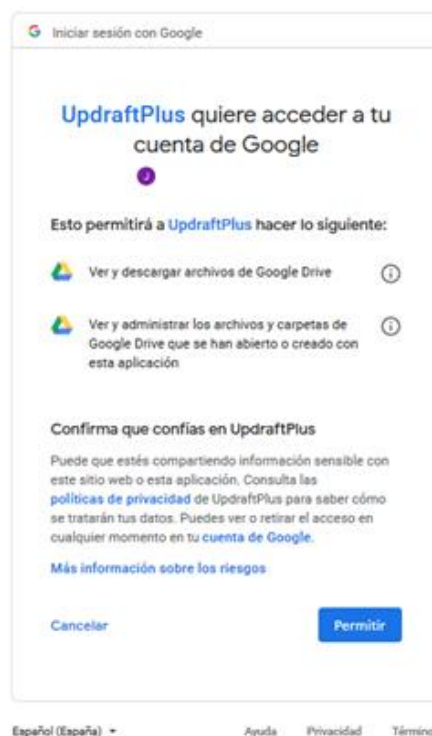 Iniciar sesión con Google
UpdraftPlus quiere acceder a tu
cuenta de Google
J
Esto permitirá a UpdraftPlus hacer lo siguiente:
Ver y descargar archivos de Google Drive
Ver y administrar los archivos y carpetas de
Google Drive que se han abierto o creado con
esta aplicación
Confirma que confías en UpdraftPlus
Puede que estés compartiendo información sensible con
este sitio web o esta aplicación. Consulta las
políticas de privacidad de UpdraftPlus para saber cómo
se tratarán tus datos. Puedes ver o retirar el acceso en
cualquier momento en tu cuenta de Google.
Más información sobre los riesgos
Cancelar Permitir
Español (España) Ayuda Privacidad Término